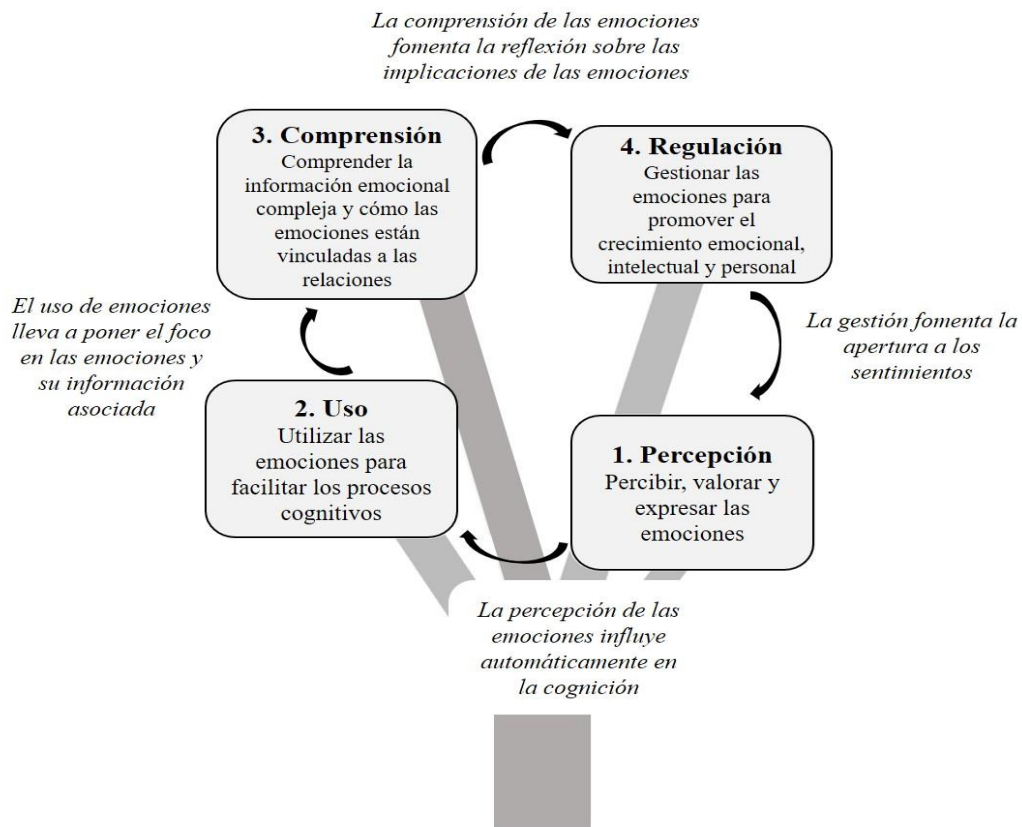 La comprensión de las emociones
fomenta la reflexión sobre las
implicaciones de las emociones
3. Comprensión
Comprender la
información emocional
compleja y cómo las
emociones están
vinculadas a las
relaciones
4. Regulación
Gestionar las
emociones para
promover el
crecimiento emocional,
intelectual y personal
El uso de emociones
lleva a poner el foco
en las emociones y
su información
asociada
La gestión fomenta la
apertura a los
sentimientos
2. Uso
Utilizar las
emociones para
facilitar los procesos
cognitivos
1. Percepción
Percibir, valorar y
expresar las
emociones
La percepción de las
emociones influye
automáticamente en
la cognición